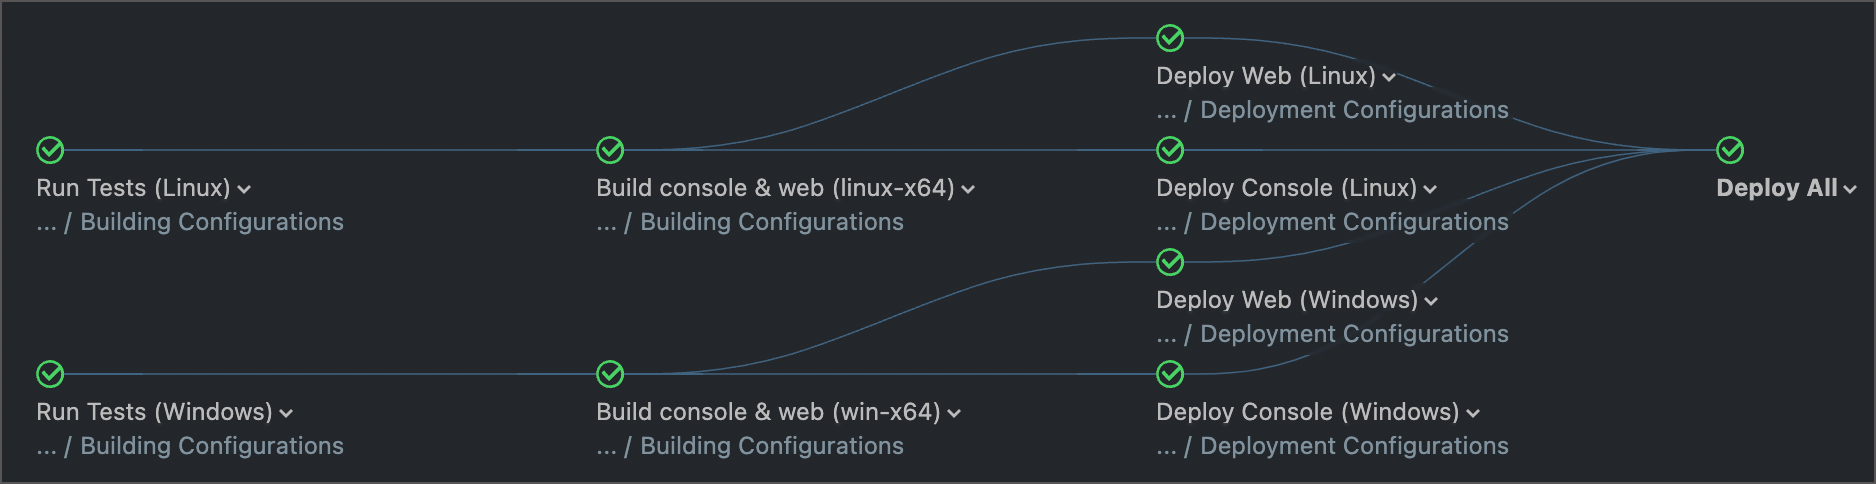 Deploy Web (Linux)
... / Deployment Configurations
Run Tests (Linux)
... / Building Configurations
Build console & web (linux-x64)
... / Building Configurations
Deploy Console (Linux)
... / Deployment Configurations
Deploy All
Deploy Web (Windows)
... / Deployment Configurations
Run Tests (Windows)
... / Building Configurations
Build console & web (win-x64)
... / Building Configurations
Deploy Console (Windows)
... / Deployment Configurations